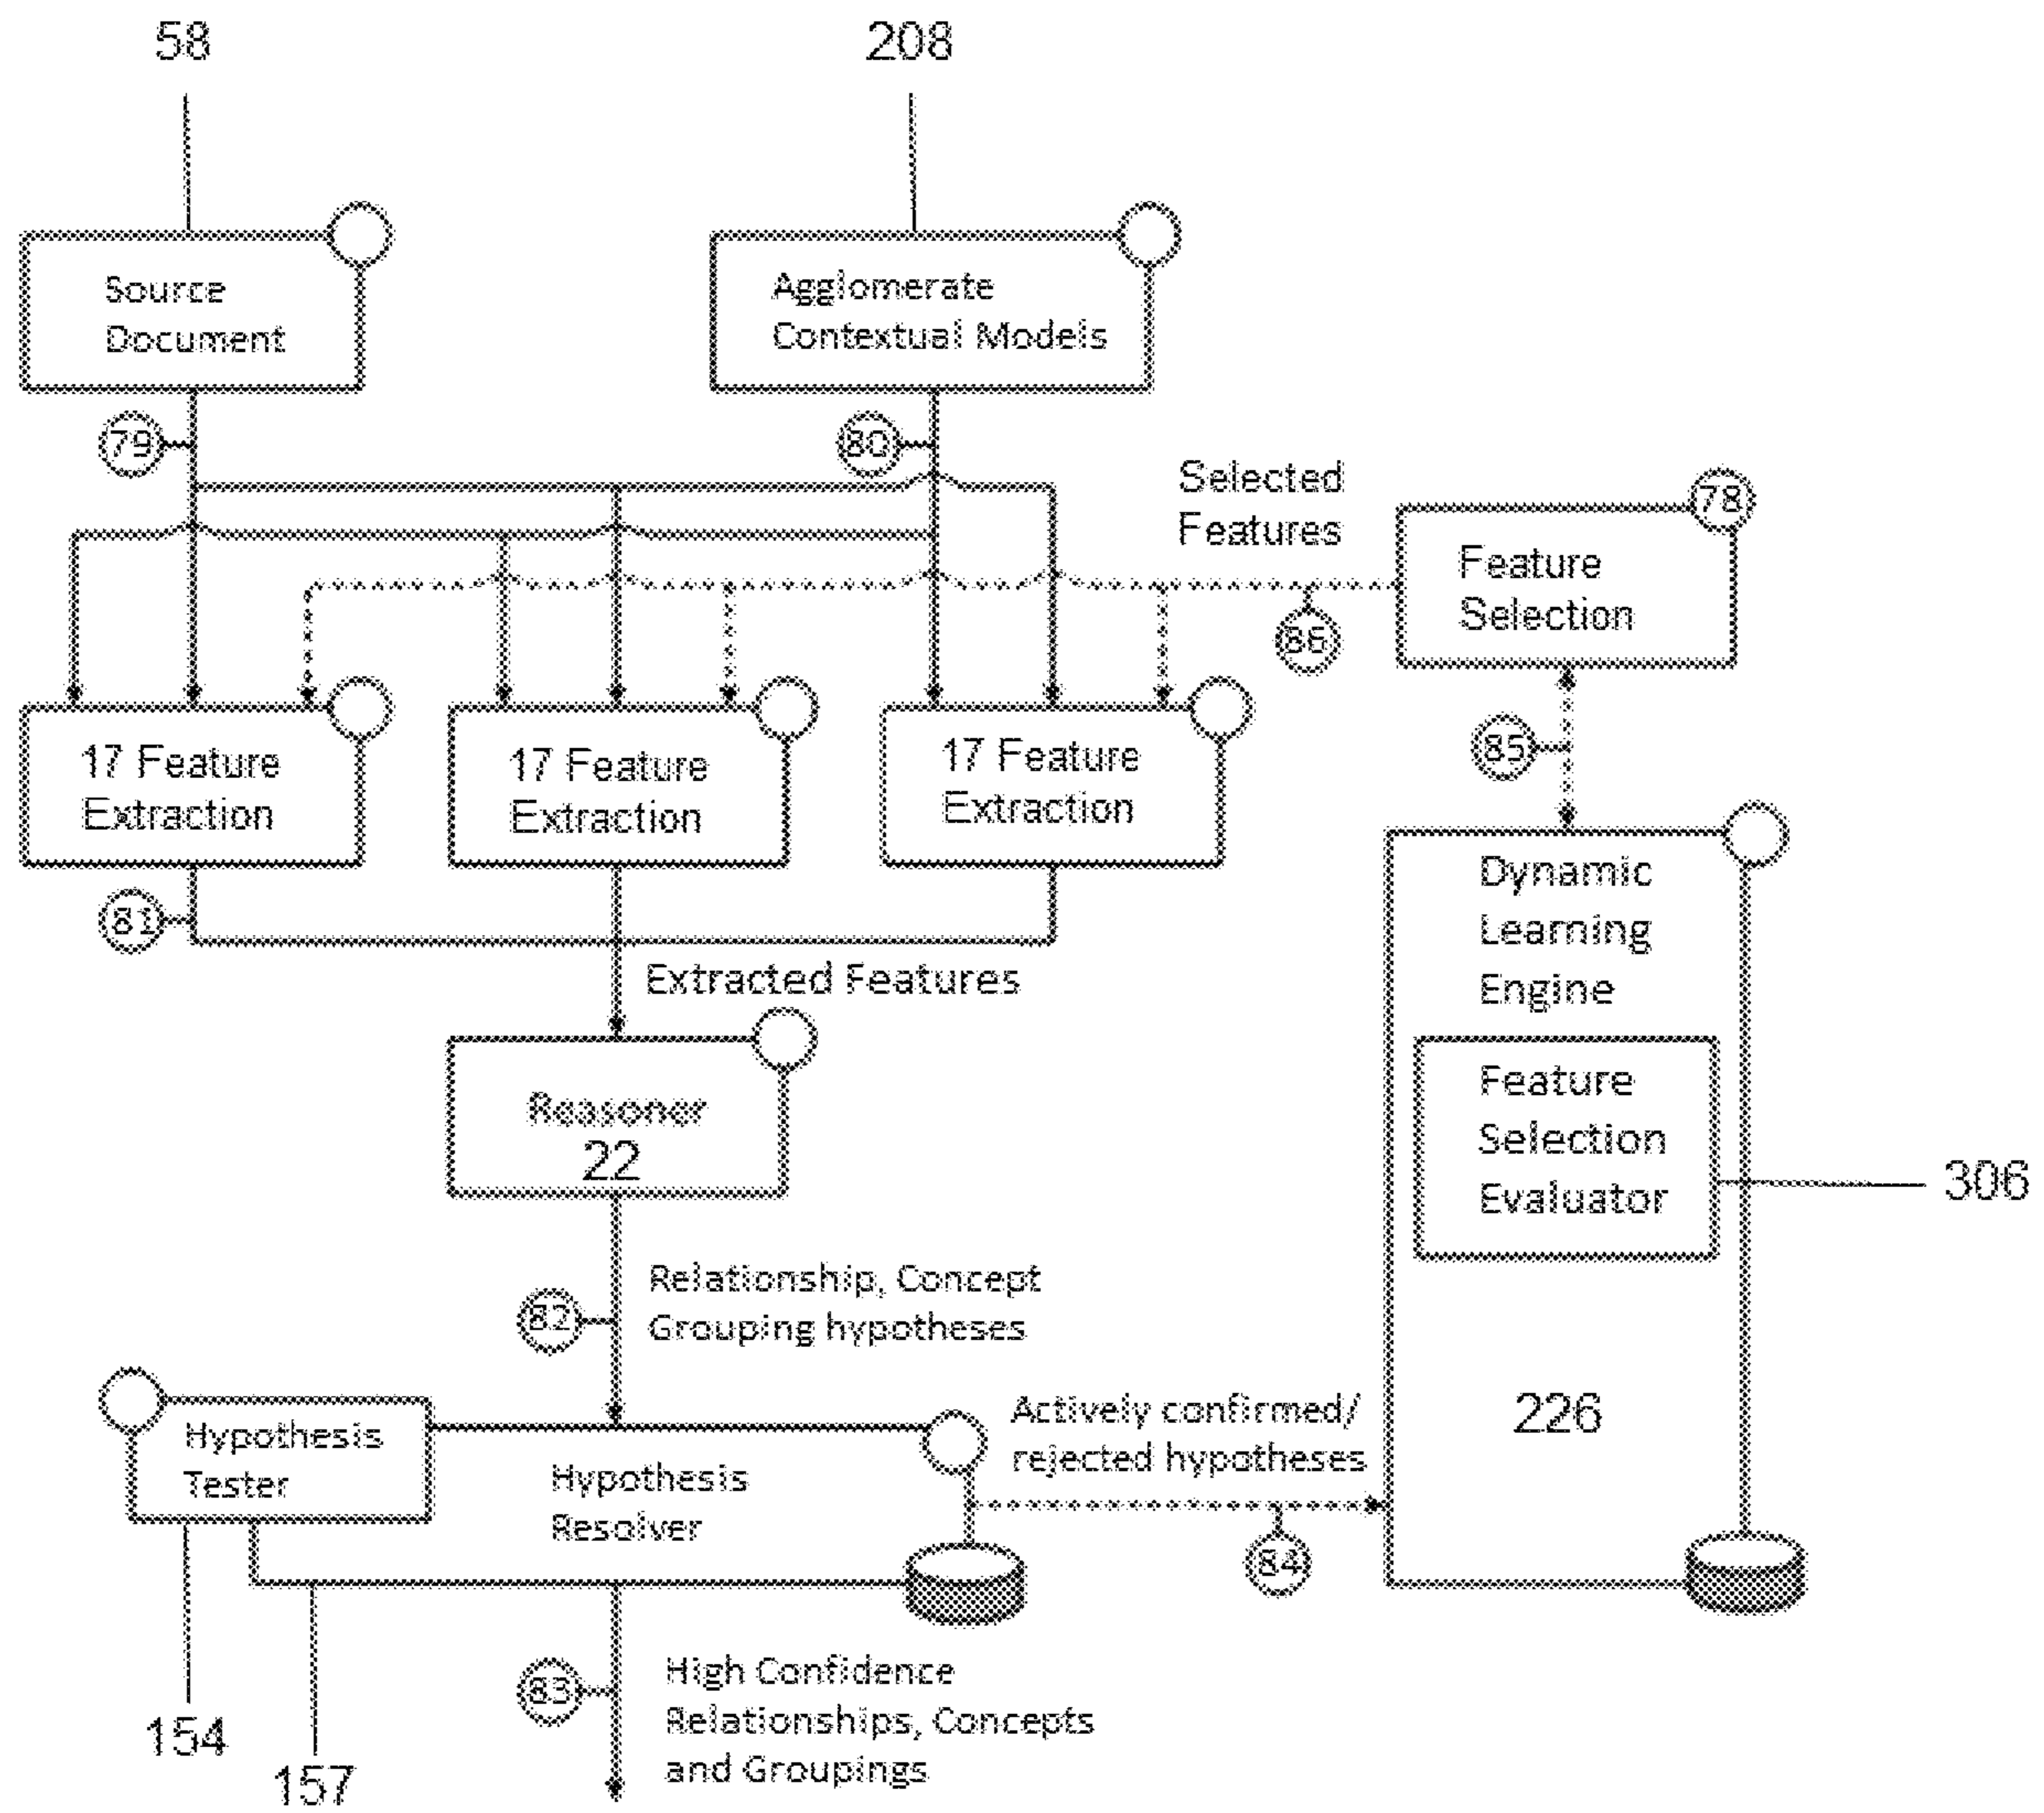 58
208
Source
Document
Agglomerate
Contextual Models
79
80
Selected
Features
78
Feature
Selection
86
85
17 Feature
Extraction
17 Feature
Extraction
17 Feature
Extraction
81
Extracted Features
Dynamic
Learning
Engine
Reasoner
22
Feature
Selection
Evaluator
306
82
Relationship, Concept
Grouping hypotheses
Hypothesis
Tester
Hypothesis
Resolver
Actively confirmed/
rejected hypotheses
226
84
83
High Confidence
Relationships, Concepts
and Groupings
154
157